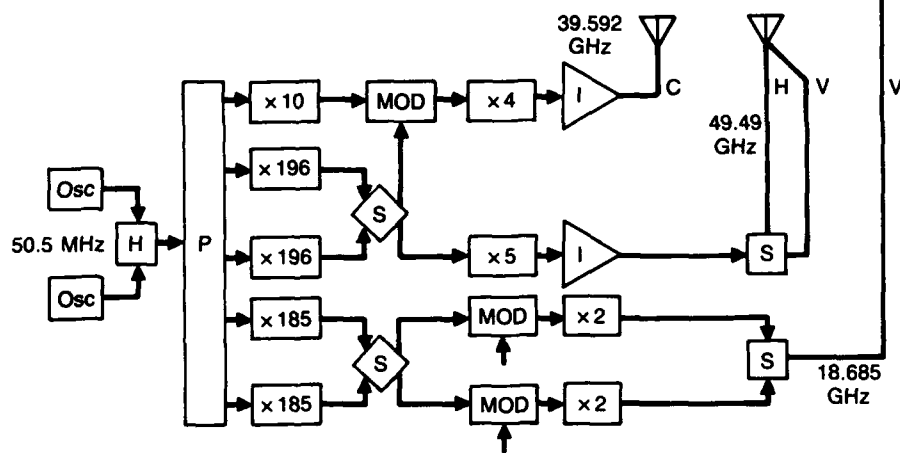 39.592
GHz
× 10
MOD
× 4
I
C
H
V
V
49.49
GHz
× 196
Osc
S
50.5 MHz
H
P
× 196
× 5
I
S
Osc
× 185
S
MOD
× 2
S
18.685
GHz
× 185
MOD
× 2